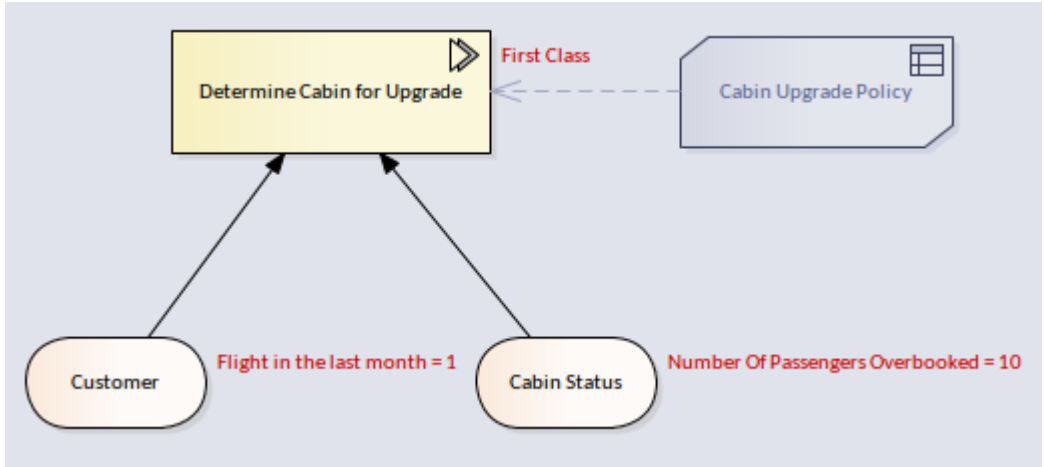 First Class
Determine Cabin for Upgrade
Cabin Upgrade Policy
Customer
Flight in the last month = 1
Cabin Status
Number Of Passengers Overbooked = 10